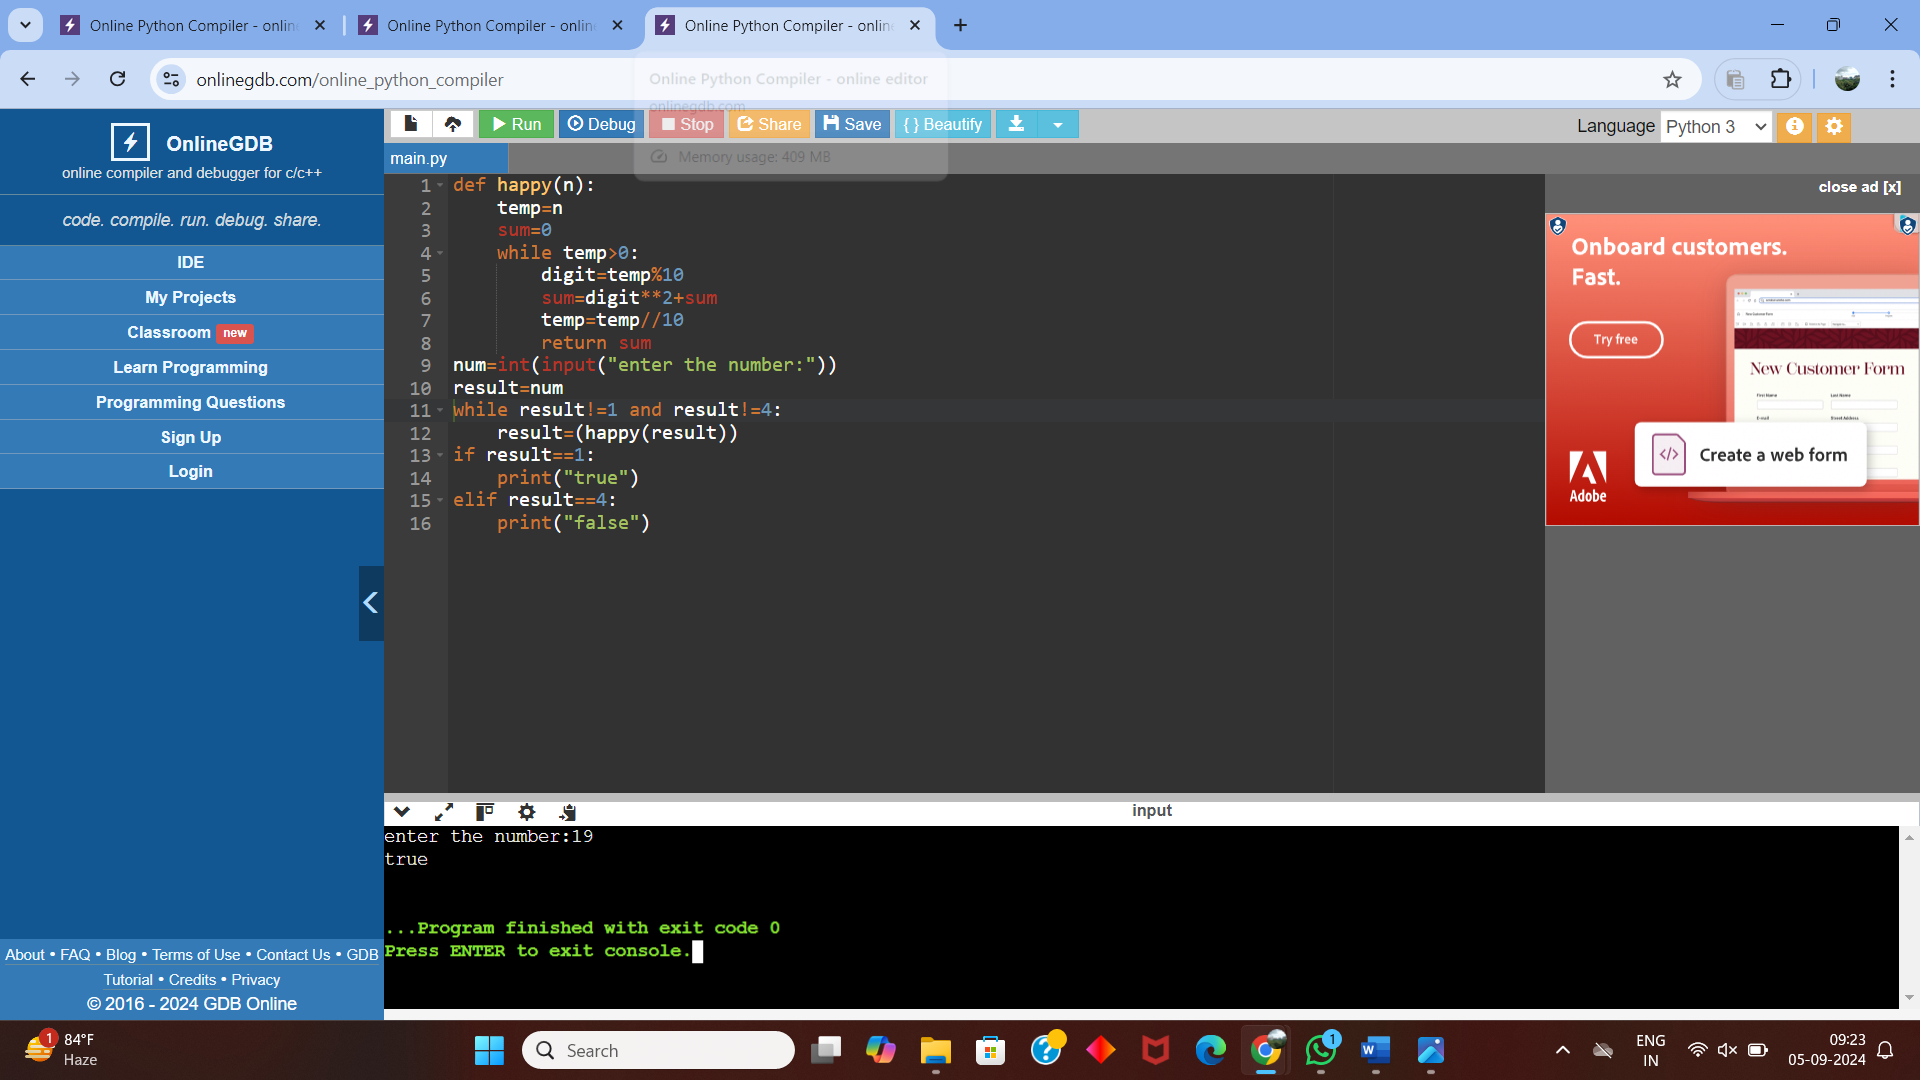 Online Python Compiler - onlin
Online Python Compiler - onlin
Online Python Compiler - onlin
onlinegdb.com/online_python_compiler
Online Python Compiler - online editor
onlinegdb.com
Memory usage: 409 MB
OnlineGDB
online compiler and debugger for c/c++
code. compile. run. debug. share.
IDE
My Projects
Classroom new
Learn Programming
Programming Questions
Sign Up
Login
About • FAQ • Blog • Terms of Use • Contact Us • GDB
Tutorial • Credits • Privacy
© 2016 - 2024 GDB Online
Run Debug Stop Share Save { } Beautify
Language Python 3
main.py
1 def happy(n):
2 temp=n
3 sum=0
4 while temp>0:
5 digit=temp%10
6 sum=digit**2+sum
7 temp=temp//10
8 return sum
9 num=int(input("enter the number:"))
10 result=num
11 while result!=1 and result!=4:
12 result=(happy(result))
13 if result==1:
14 print("true")
15 elif result==4:
16 print("false")
close ad [x]
Onboard customers.
Fast.
Try free
New Customer Form
First Name Last Name
Create a web form
Adobe
input
enter the number:19
true
...Program finished with exit code 0
Press ENTER to exit console.
1
84°F
Haze
Search
1
ENG
IN
09:23
05-09-2024